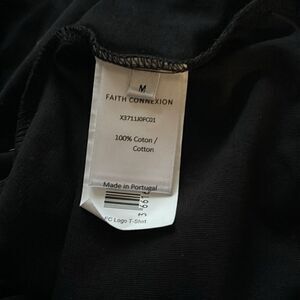 M
FAITH CONNEXION
X3711J0FC01
100% Coton /
Cotton
Made in Portugal
FC Logo T-Shirt